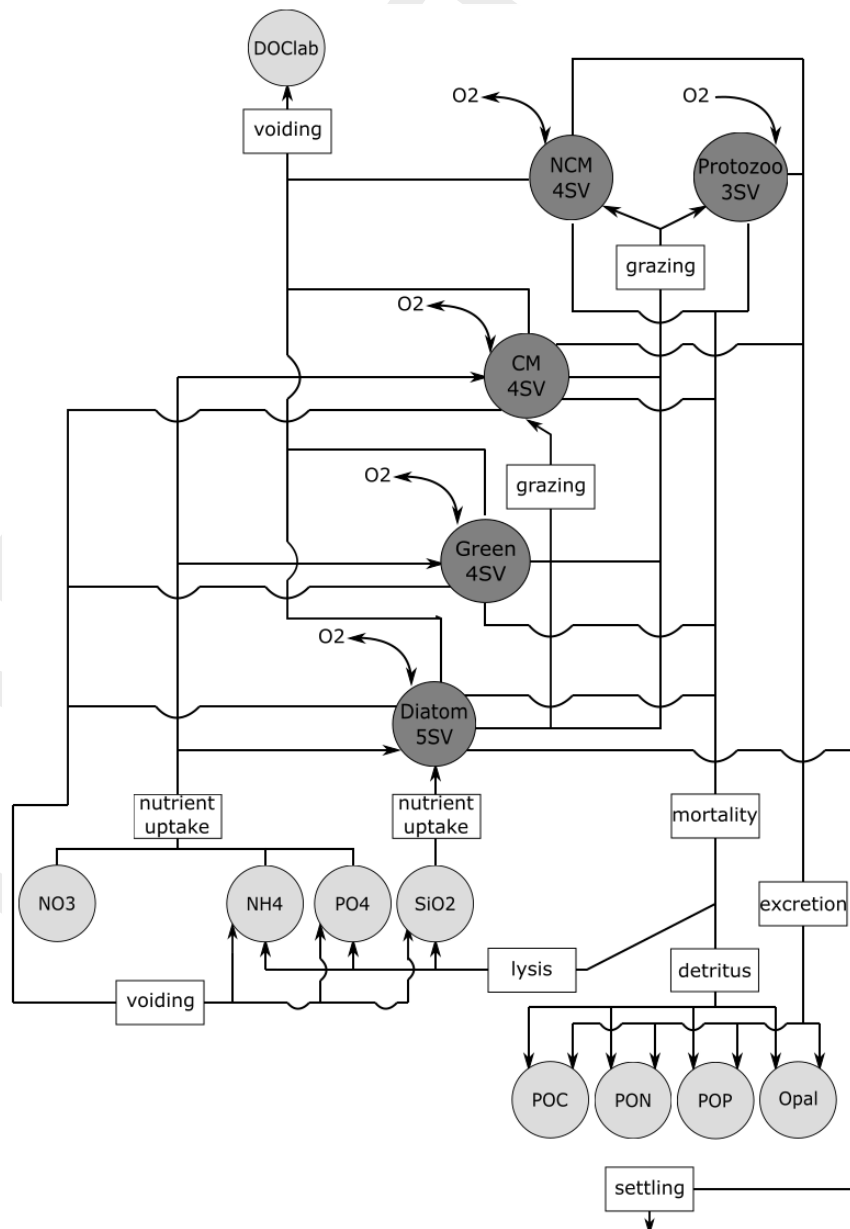 DOClab
voiding
O2
O2
NCM
4SV
Protozoo
3SV
grazing
O2
CM
4SV
O2
grazing
Green
4SV
O2
Diatom
5SV
nutrient
uptake
nutrient
uptake
mortality
NO3
NH4
PO4
SiO2
excretion
lysis
detritus
voiding
POC
PON
POP
Opal
settling